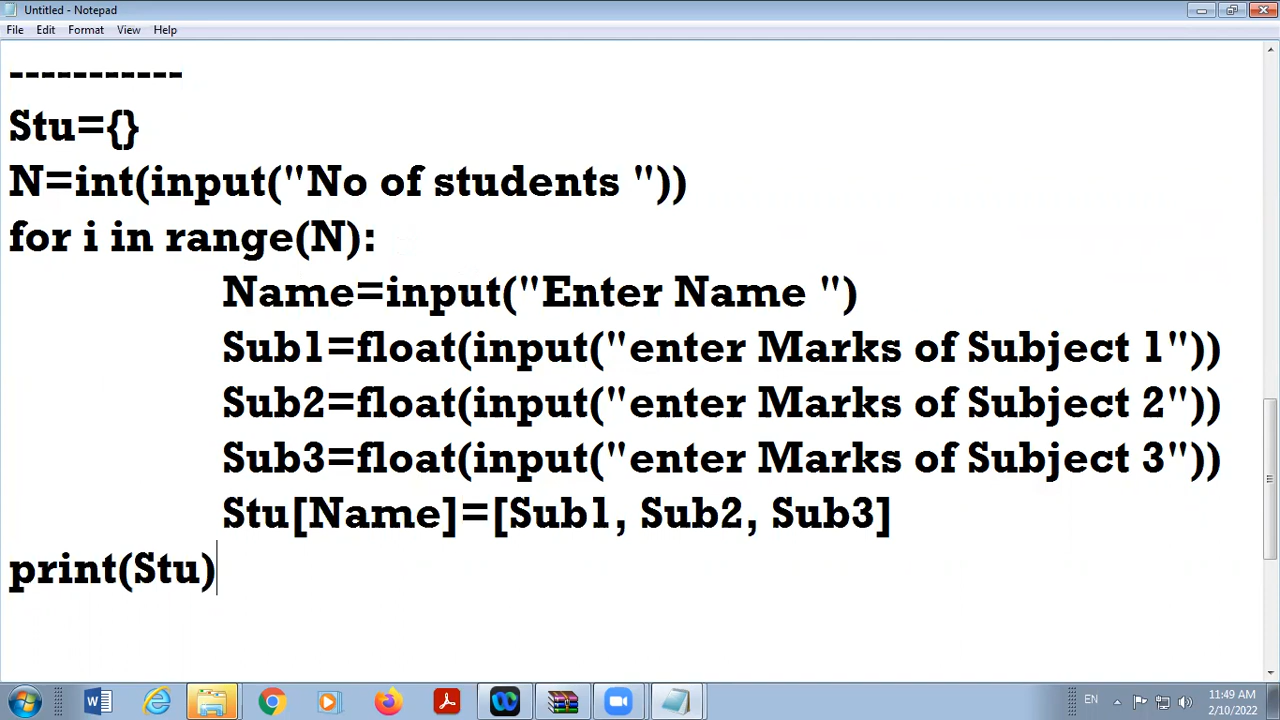 Untitled - Notepad
File Edit Format View Help
-----------
Stu={}
N=int(input("No of students "))
for i in range(N):
Name=input("Enter Name ")
Sub1=float(input("enter Marks of Subject 1"))
Sub2=float(input("enter Marks of Subject 2"))
Sub3=float(input("enter Marks of Subject 3"))
Stu[Name]=[Sub1, Sub2, Sub3]
print(Stu)
EN
11:49 AM
2/10/2022